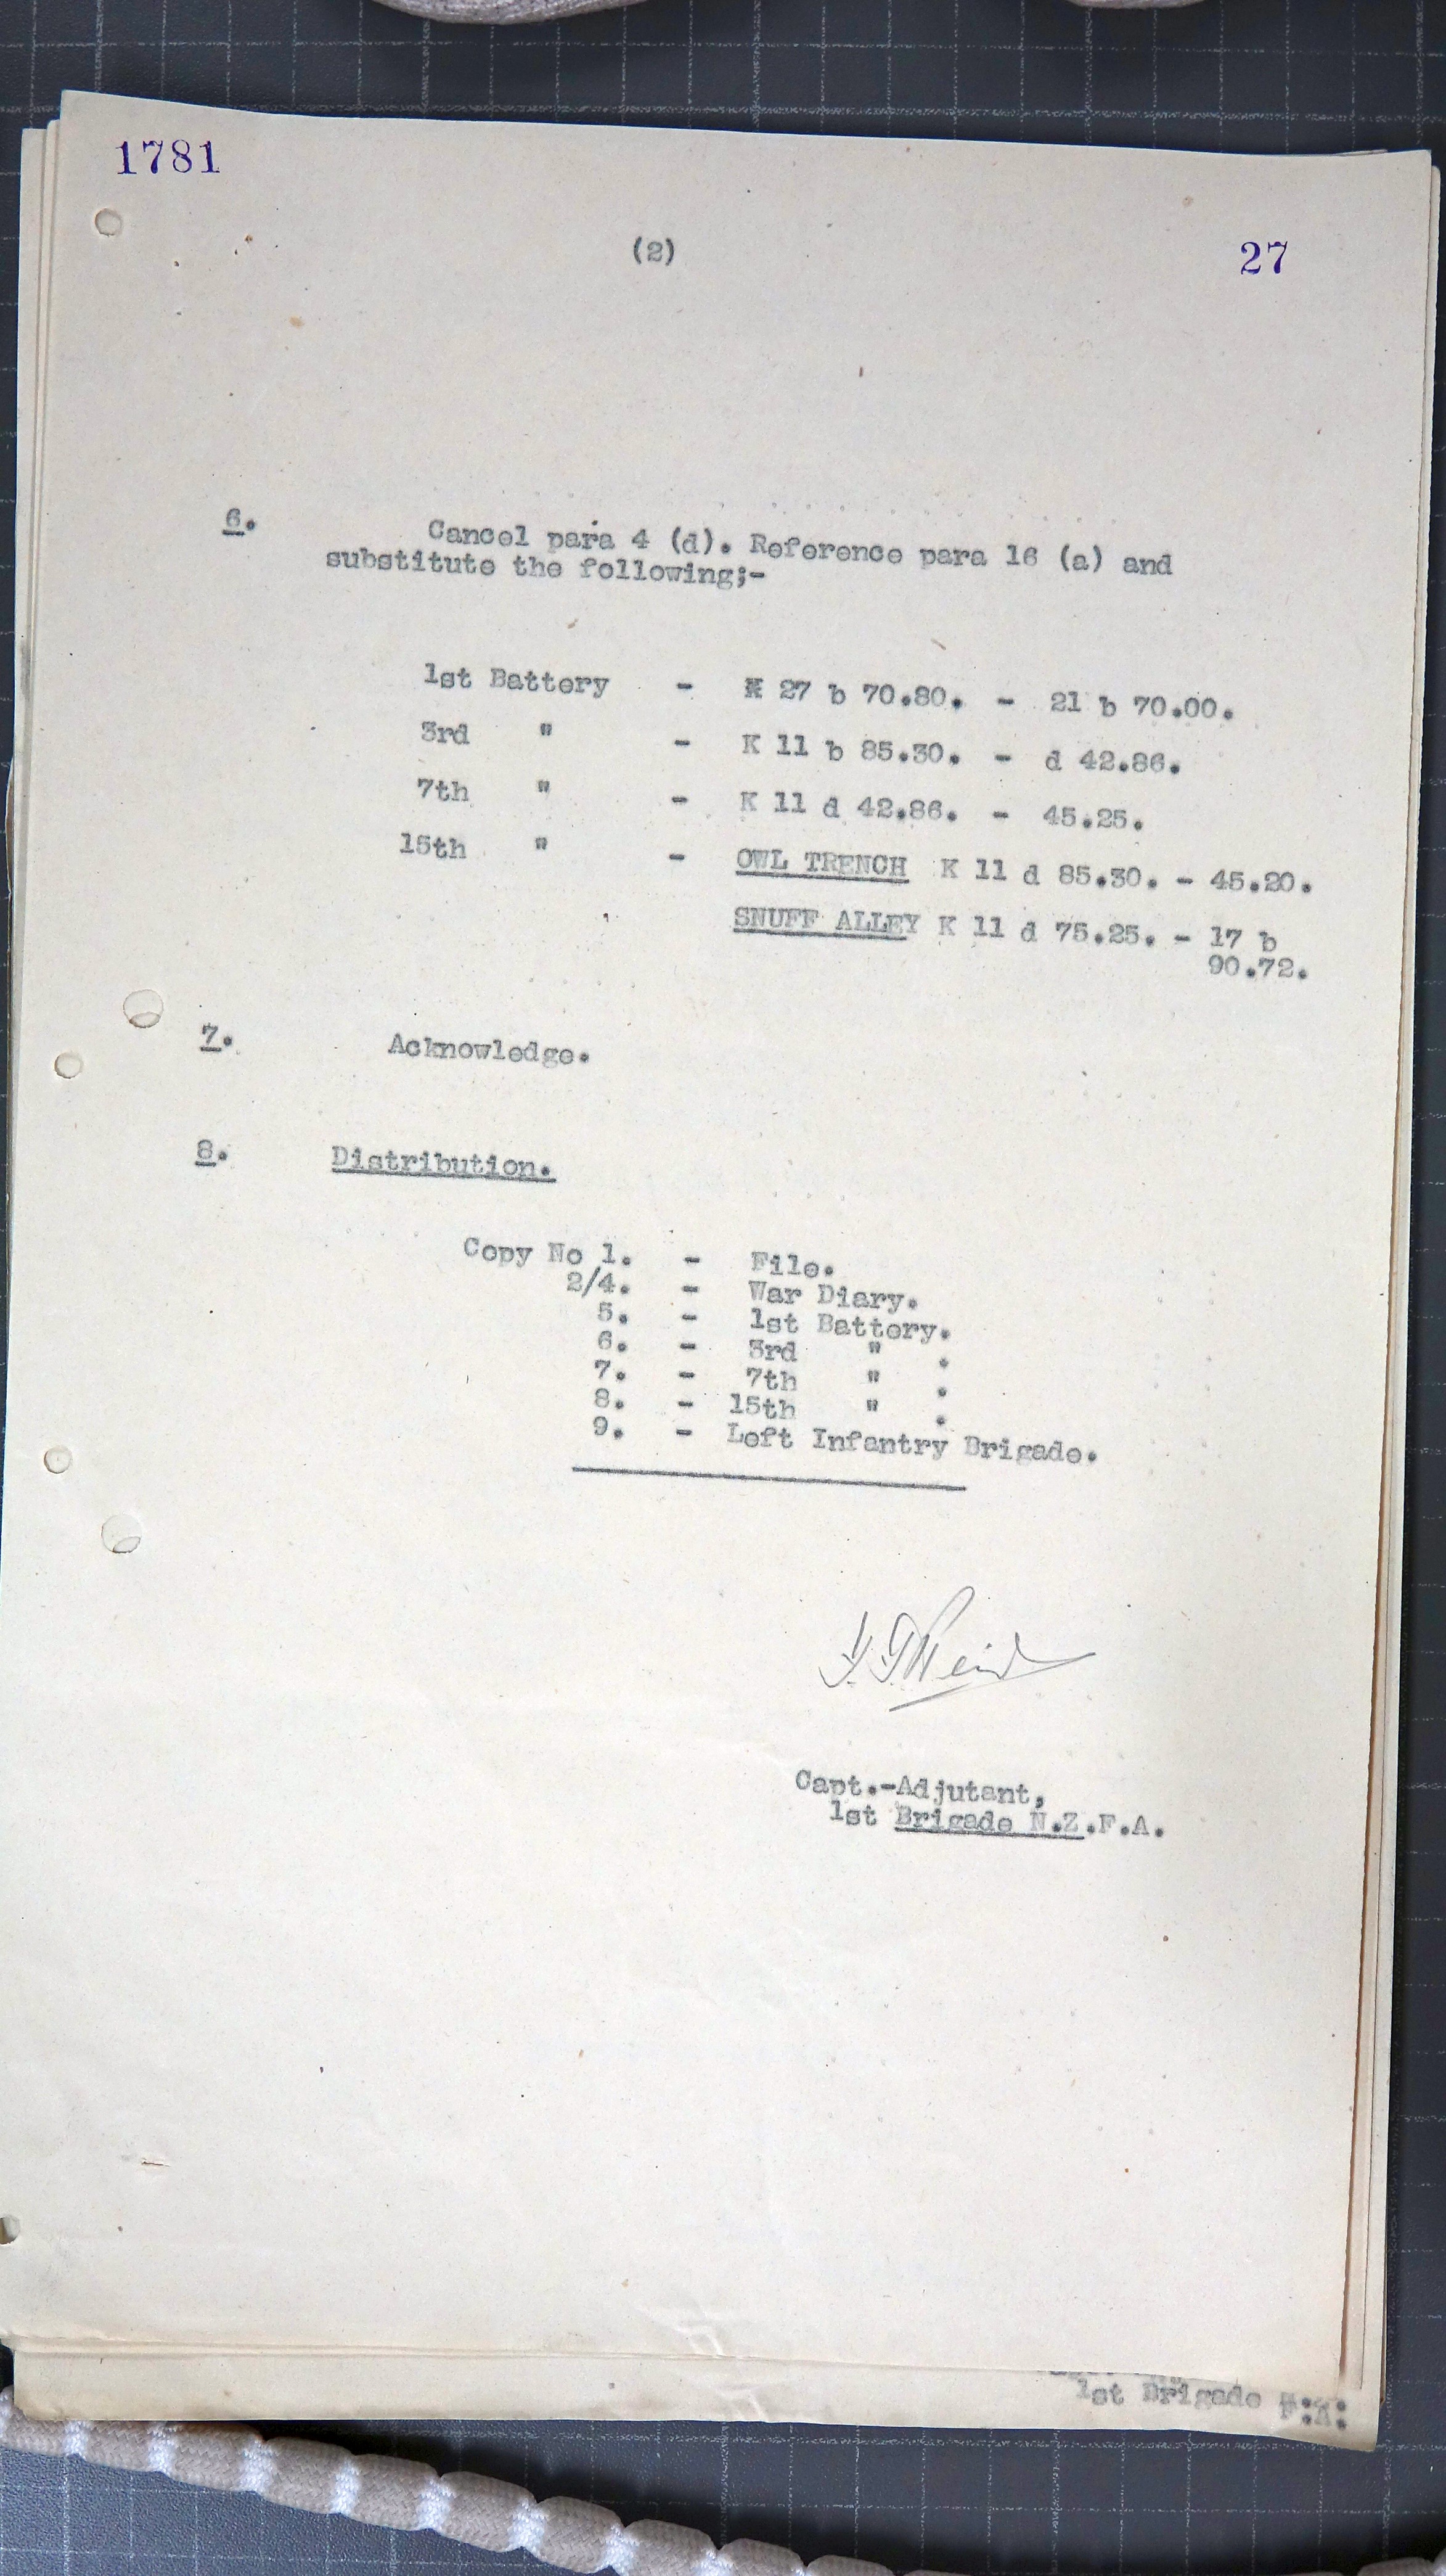 1781
(2)
27
6. Cancel para 4 (d). Reference para 16 (a) and
substitute the following;-
1st Battery - K 27 b 70.80. - 21 b 70.00.
3rd " - K 11 b 85.30. - d 42.86.
7th " - K 11 d 42.86. - 45.25.
15th " - OWL TRENCH K 11 d 85.30. - 45.20.
SNUFF ALLEY K 11 d 75.25. - 17 b
90.72.
7. Acknowledge.
8. Distribution.
Copy No 1. - File.
2/4. - War Diary.
5. - 1st Battery.
6. - 3rd " .
7. - 7th " .
8. - 15th " .
9. - Left Infantry Brigade.
Reid
Capt.-Adjutant,
1st Brigade N.Z.F.A.
1st Brigade